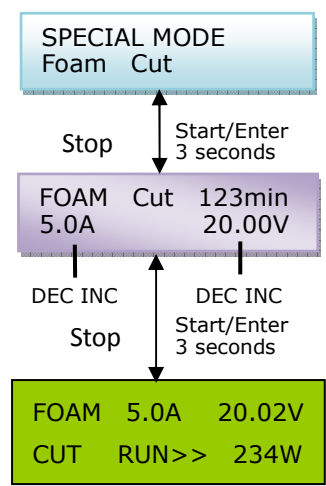 SPECIAL MODE
Foam Cut
Stop
Start/Enter
3 seconds
FOAM Cut 123min
5.0A 20.00V
DEC INC DEC INC
Stop
Start/Enter
3 seconds
FOAM 5.0A 20.02V
CUT RUN>> 234W